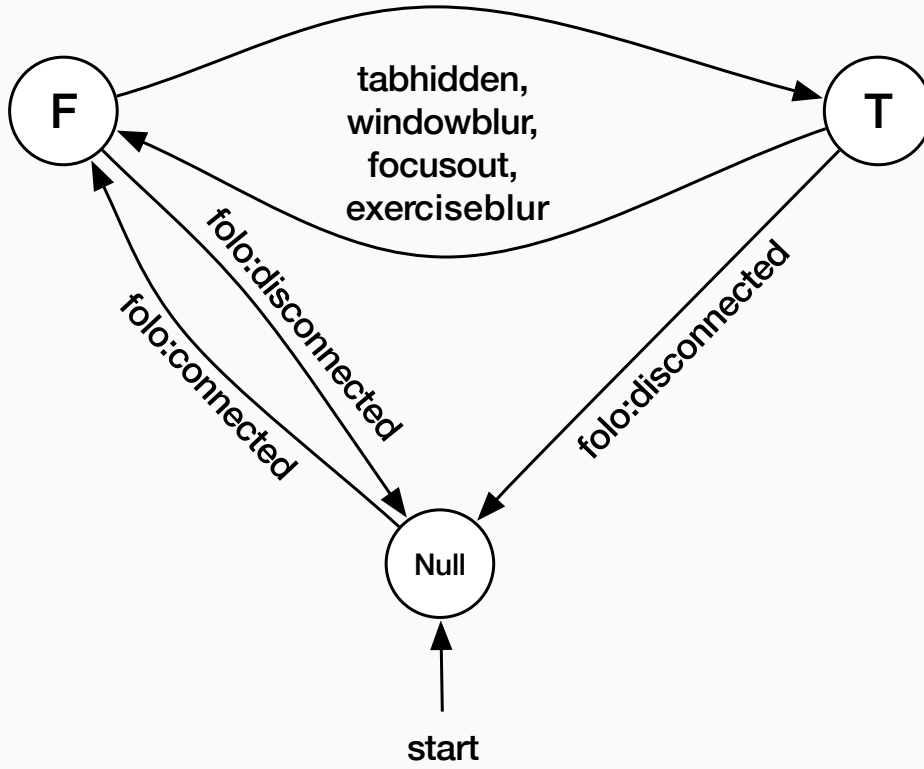 F
T
tabhidden,
windowblur,
focusout,
exerciseblur
folo:disconnected
folo:connected
folo:disconnected
Null
start